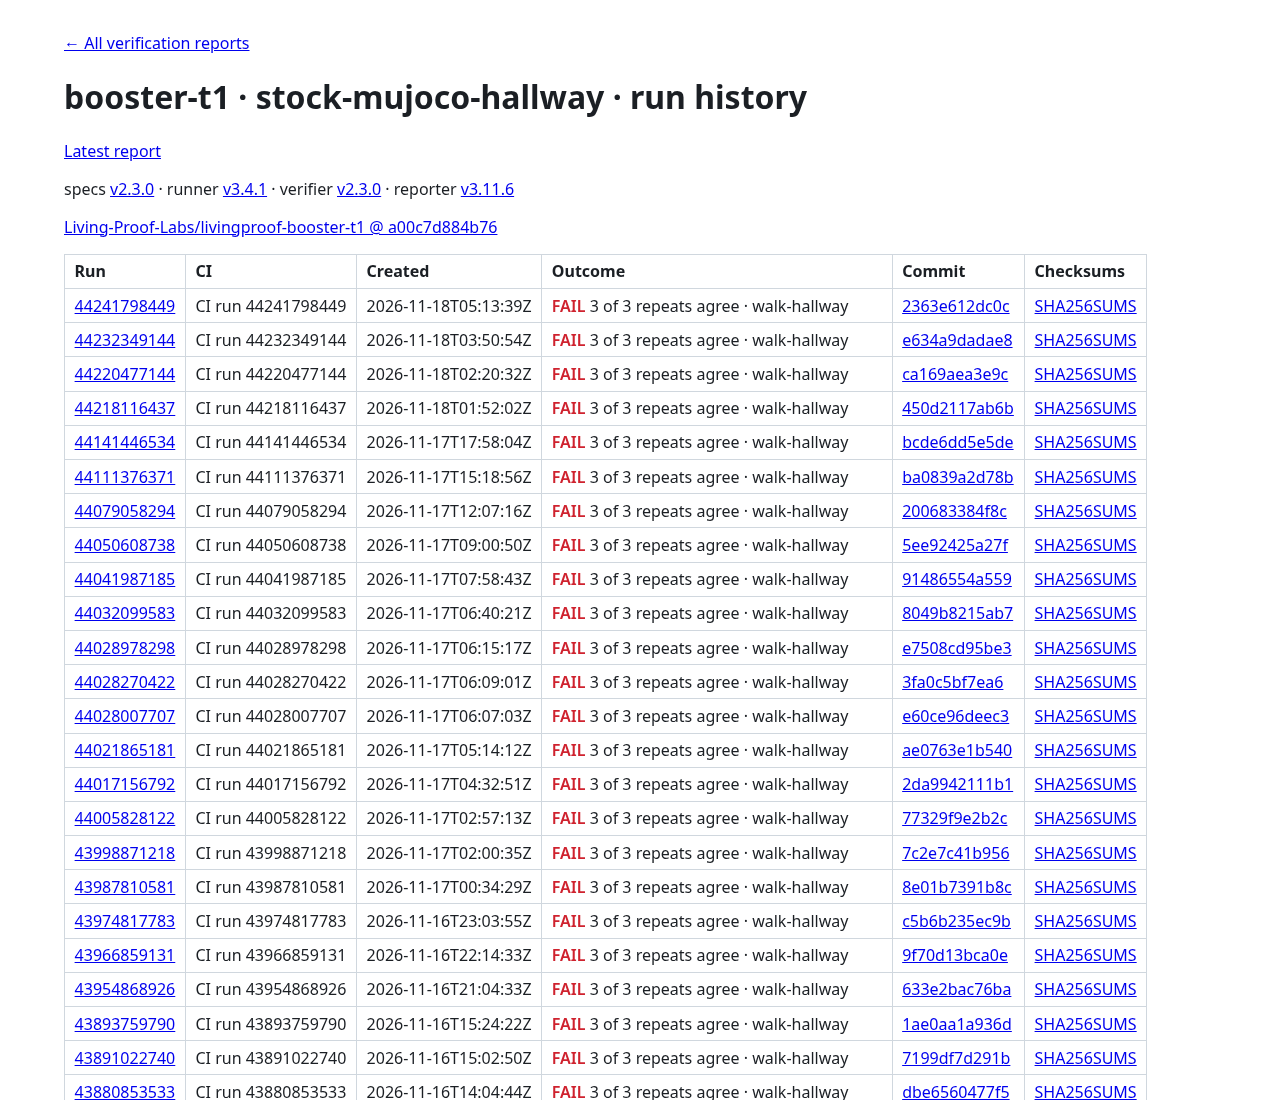 ← All verification reports
booster-t1 · stock-mujoco-hallway · run history
Latest report
specs v2.3.0 · runner v3.4.1 · verifier v2.3.0 · reporter v3.11.6
Living-Proof-Labs/livingproof-booster-t1 @ a00c7d884b76
Run CI Created Outcome Commit Checksums
44241798449 CI run 44241798449 2026-11-18T05:13:39Z FAIL 3 of 3 repeats agree · walk-hallway 2363e612dc0c SHA256SUMS
44232349144 CI run 44232349144 2026-11-18T03:50:54Z FAIL 3 of 3 repeats agree · walk-hallway e634a9dadae8 SHA256SUMS
44220477144 CI run 44220477144 2026-11-18T02:20:32Z FAIL 3 of 3 repeats agree · walk-hallway ca169aea3e9c SHA256SUMS
44218116437 CI run 44218116437 2026-11-18T01:52:02Z FAIL 3 of 3 repeats agree · walk-hallway 450d2117ab6b SHA256SUMS
44141446534 CI run 44141446534 2026-11-17T17:58:04Z FAIL 3 of 3 repeats agree · walk-hallway bcde6dd5e5de SHA256SUMS
44111376371 CI run 44111376371 2026-11-17T15:18:56Z FAIL 3 of 3 repeats agree · walk-hallway ba0839a2d78b SHA256SUMS
44079058294 CI run 44079058294 2026-11-17T12:07:16Z FAIL 3 of 3 repeats agree · walk-hallway 200683384f8c SHA256SUMS
44050608738 CI run 44050608738 2026-11-17T09:00:50Z FAIL 3 of 3 repeats agree · walk-hallway 5ee92425a27f SHA256SUMS
44041987185 CI run 44041987185 2026-11-17T07:58:43Z FAIL 3 of 3 repeats agree · walk-hallway 91486554a559 SHA256SUMS
44032099583 CI run 44032099583 2026-11-17T06:40:21Z FAIL 3 of 3 repeats agree · walk-hallway 8049b8215ab7 SHA256SUMS
44028978298 CI run 44028978298 2026-11-17T06:15:17Z FAIL 3 of 3 repeats agree · walk-hallway e7508cd95be3 SHA256SUMS
44028270422 CI run 44028270422 2026-11-17T06:09:01Z FAIL 3 of 3 repeats agree · walk-hallway 3fa0c5bf7ea6 SHA256SUMS
44028007707 CI run 44028007707 2026-11-17T06:07:03Z FAIL 3 of 3 repeats agree · walk-hallway e60ce96deec3 SHA256SUMS
44021865181 CI run 44021865181 2026-11-17T05:14:12Z FAIL 3 of 3 repeats agree · walk-hallway ae0763e1b540 SHA256SUMS
44017156792 CI run 44017156792 2026-11-17T04:32:51Z FAIL 3 of 3 repeats agree · walk-hallway 2da9942111b1 SHA256SUMS
44005828122 CI run 44005828122 2026-11-17T02:57:13Z FAIL 3 of 3 repeats agree · walk-hallway 77329f9e2b2c SHA256SUMS
43998871218 CI run 43998871218 2026-11-17T02:00:35Z FAIL 3 of 3 repeats agree · walk-hallway 7c2e7c41b956 SHA256SUMS
43987810581 CI run 43987810581 2026-11-17T00:34:29Z FAIL 3 of 3 repeats agree · walk-hallway 8e01b7391b8c SHA256SUMS
43974817783 CI run 43974817783 2026-11-16T23:03:55Z FAIL 3 of 3 repeats agree · walk-hallway c5b6b235ec9b SHA256SUMS
43966859131 CI run 43966859131 2026-11-16T22:14:33Z FAIL 3 of 3 repeats agree · walk-hallway 9f70d13bca0e SHA256SUMS
43954868926 CI run 43954868926 2026-11-16T21:04:33Z FAIL 3 of 3 repeats agree · walk-hallway 633e2bac76ba SHA256SUMS
43893759790 CI run 43893759790 2026-11-16T15:24:22Z FAIL 3 of 3 repeats agree · walk-hallway 1ae0aa1a936d SHA256SUMS
43891022740 CI run 43891022740 2026-11-16T15:02:50Z FAIL 3 of 3 repeats agree · walk-hallway 7199df7d291b SHA256SUMS
43880853533 CI run 43880853533 2026-11-16T14:04:44Z FAIL 3 of 3 repeats agree · walk-hallway dbe6560477f5 SHA256SUMS